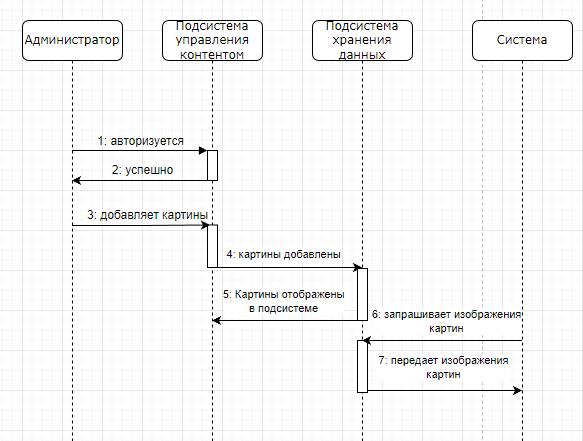 Администратор
Подсистема
управления
контентом
Подсистема
хранения
данных
Система
1: авторизуется
2: успешно
3: добавляет картины
4: картины добавлены
5: Картины отображены
в подсистеме
6: запрашивает изображения
картин
7: передает изображения
картин